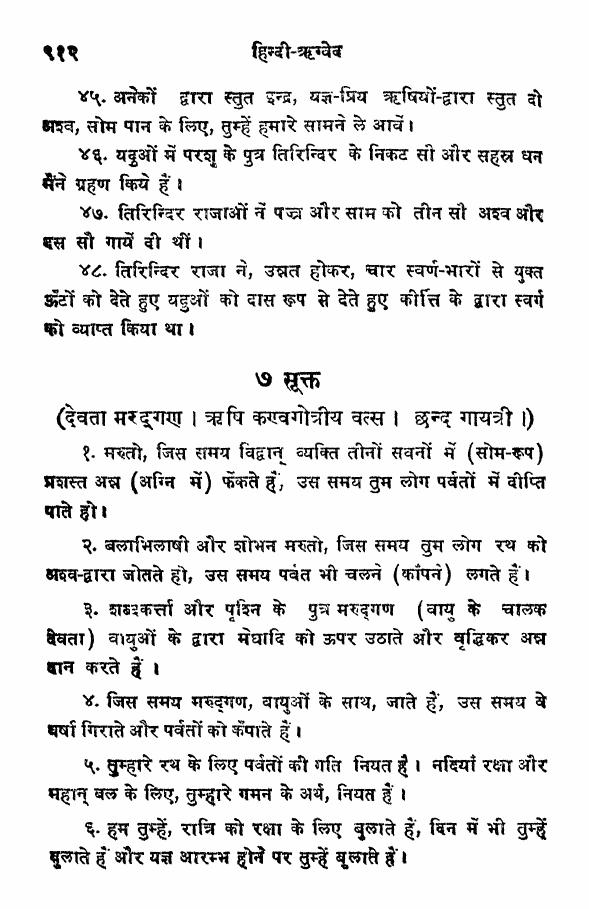 ९१२ हिन्दी-ऋग्वेद
४५. अनेकों द्वारा स्तुत इन्द्र, यज्ञ-प्रिय ऋषियों-द्वारा स्तुत दो
अश्व, सोम पान के लिए, तुम्हें हमारे सामने ले आवें।
४६. यदुओं में परशु के पुत्र तिरिन्दिर के निकट सौ और सहस्र धन
मैंने ग्रहण किये हैं।
४७. तिरिन्दिर राजाओं ने पज्र और साम को तीन सौ अश्व और
दस सौ गायें दी थीं।
४८. तिरिन्दिर राजा ने, उन्नत होकर, चार स्वर्ण-भारों से युक्त
ऊँटों को देते हुए यदुओं को दास रूप से देते हुए कीर्त्ति के द्वारा स्वर्ग
को व्याप्त किया था।
७ सूक्त
(देवता मरुद्गण। ऋषि कण्वगोत्रीय वत्स। छन्द गायत्री।)
१. मरुतो, जिस समय विद्वान् व्यक्ति तीनों सवनों में (सोम-रूप)
प्रशस्त अन्न (अग्नि में) फेंकते हैं, उस समय तुम लोग पर्वतों में दीप्ति
पाते हो।
२. बलाभिलाषी और शोभन मरुतो, जिस समय तुम लोग रथ को
अश्व-द्वारा जोतते हो, उस समय पर्वत भी चलने (काँपने) लगते हैं।
३. शब्दकर्त्ता और पृश्नि के पुत्र मरुद्गण (वायु के चालक
देवता) वायुओं के द्वारा मेघादि को ऊपर उठाते और वृद्धिकर अन्न
दान करते हैं।
४. जिस समय मरुद्गण, वायुओं के साथ, जाते हैं, उस समय वे
वर्षा गिराते और पर्वतों को कँपाते हैं।
५. तुम्हारे रथ के लिए पर्वतों की गति नियत है। नदियाँ रक्षा और
महान् बल के लिए, तुम्हारे गमन के अर्थ, नियत हैं।
६. हम तुम्हें, रात्रि को रक्षा के लिए बुलाते हैं, दिन में भी तुम्हें
बुलाते हैं और यज्ञ आरम्भ होने पर तुम्हें बुलाते हैं।